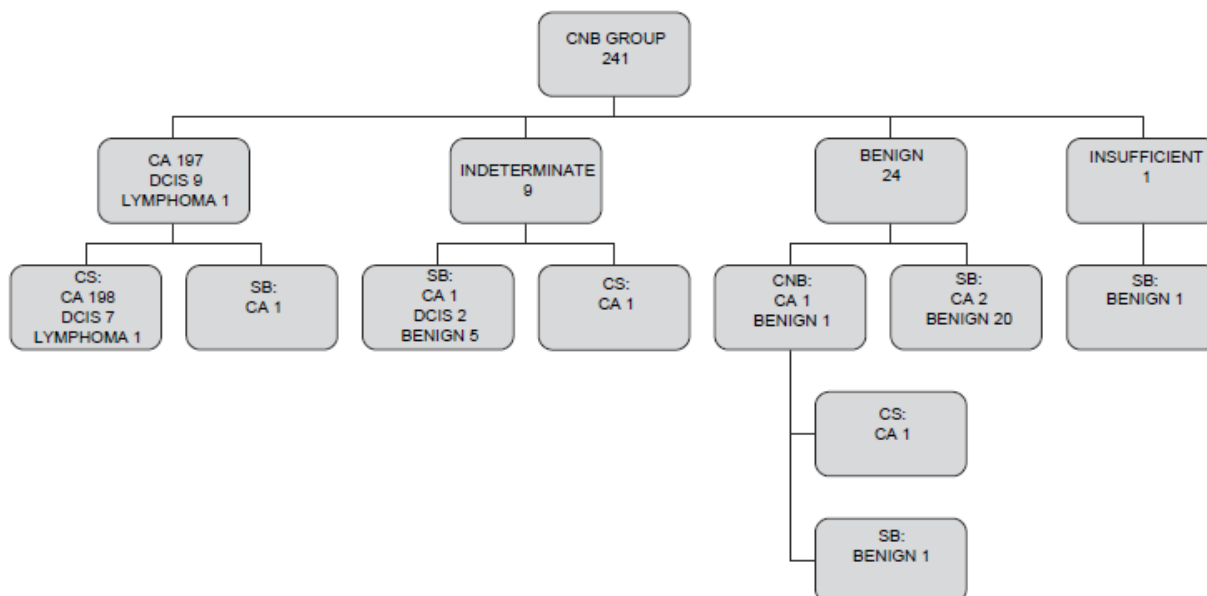 CNB GROUP
241
CA 197
DCIS 9
LYMPHOMA 1
INDETERMINATE
9
BENIGN
24
INSUFFICIENT
1
CS:
CA 198
DCIS 7
LYMPHOMA 1
SB:
CA 1
SB:
CA 1
DCIS 2
BENIGN 5
CS:
CA 1
CNB:
CA 1
BENIGN 1
SB:
CA 2
BENIGN 20
SB:
BENIGN 1
CS:
CA 1
SB:
BENIGN 1